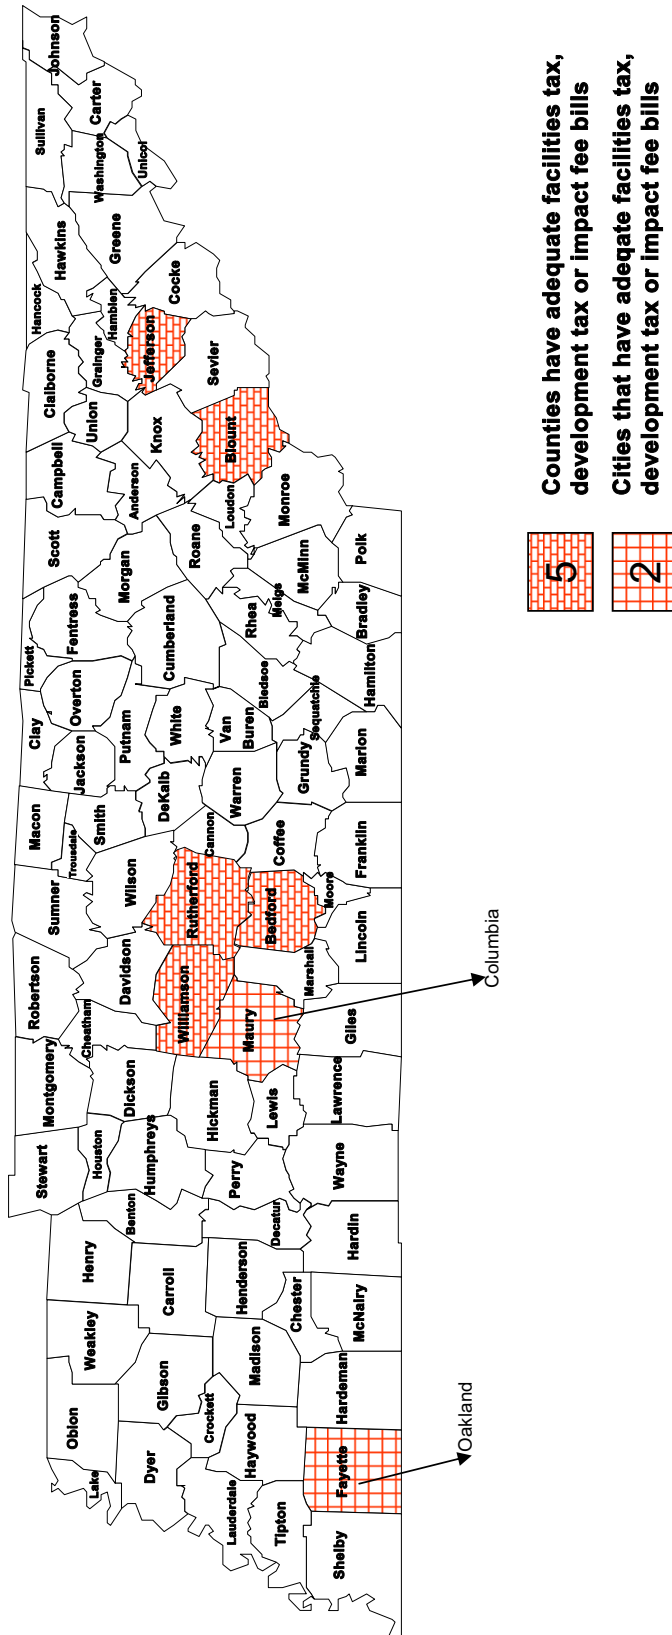 Lake
Obion
Weakley
Henry
Stewart
Montgomery
Robertson
Sumner
Macon
Clay
Pickett
Scott
Campbell
Claiborne
Hancock
Hawkins
Sullivan
Johnson
Dyer
Gibson
Carroll
Benton
Houston
Humphreys
Dickson
Cheatham
Davidson
Wilson
Trousdale
Smith
Jackson
Overton
Putnam
Fentress
Morgan
Anderson
Union
Grainger
Hamblen
Greene
Washington
Carter
Unicoi
Lauderdale
Crockett
Haywood
Madison
Henderson
Decatur
Perry
Hickman
Lewis
Williamson
Maury
Rutherford
Bedford
Marshall
Cannon
DeKalb
Warren
White
Van
Buren
Cumberland
Bledsoe
Rhea
Meigs
Roane
Loudon
Knox
Blount
Jefferson
Sevier
Cocke
Tipton
Shelby
Fayette
Hardeman
Chester
McNairy
Hardin
Wayne
Lawrence
Giles
Lincoln
Moore
Coffee
Franklin
Grundy
Marion
Sequatchie
Hamilton
Bradley
McMinn
Polk
Monroe
Oakland
Columbia
5
Counties have adequate facilities tax,
development tax or impact fee bills
2
Cities that have adeqate facilities tax,
development tax or impact fee bills